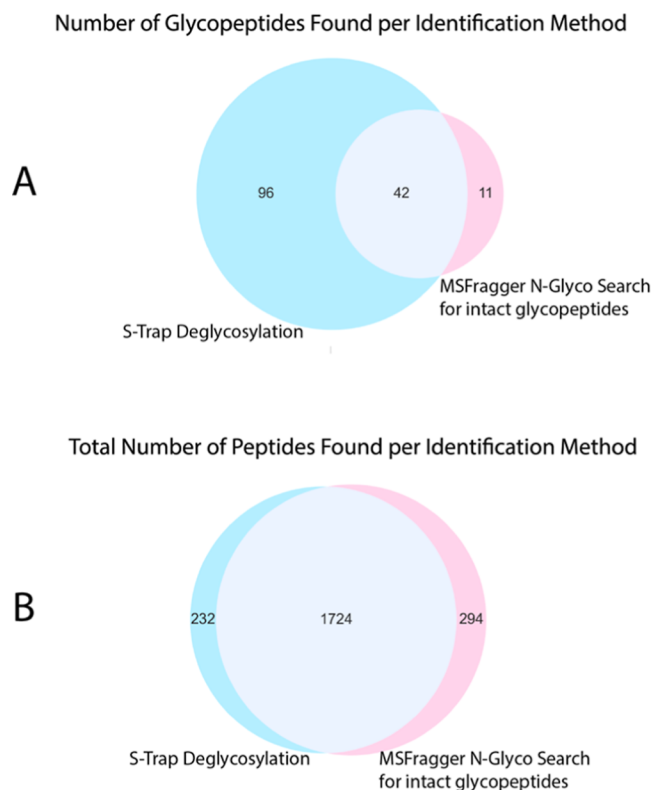 Number of Glycopeptides Found per Identification Method
A
96
42
11
MSFragger N-Glyco Search
for intact glycopeptides
S-Trap Deglycosylation
Total Number of Peptides Found per Identification Method
B
232
1724
294
S-Trap Deglycosylation
MSFragger N-Glyco Search
for intact glycopeptides